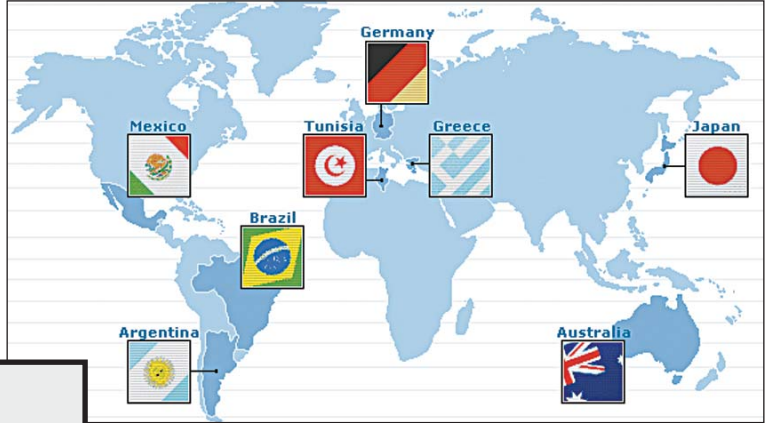 Germany
Mexico
Tunisia
Greece
Japan
Brazil
Argentina
Australia